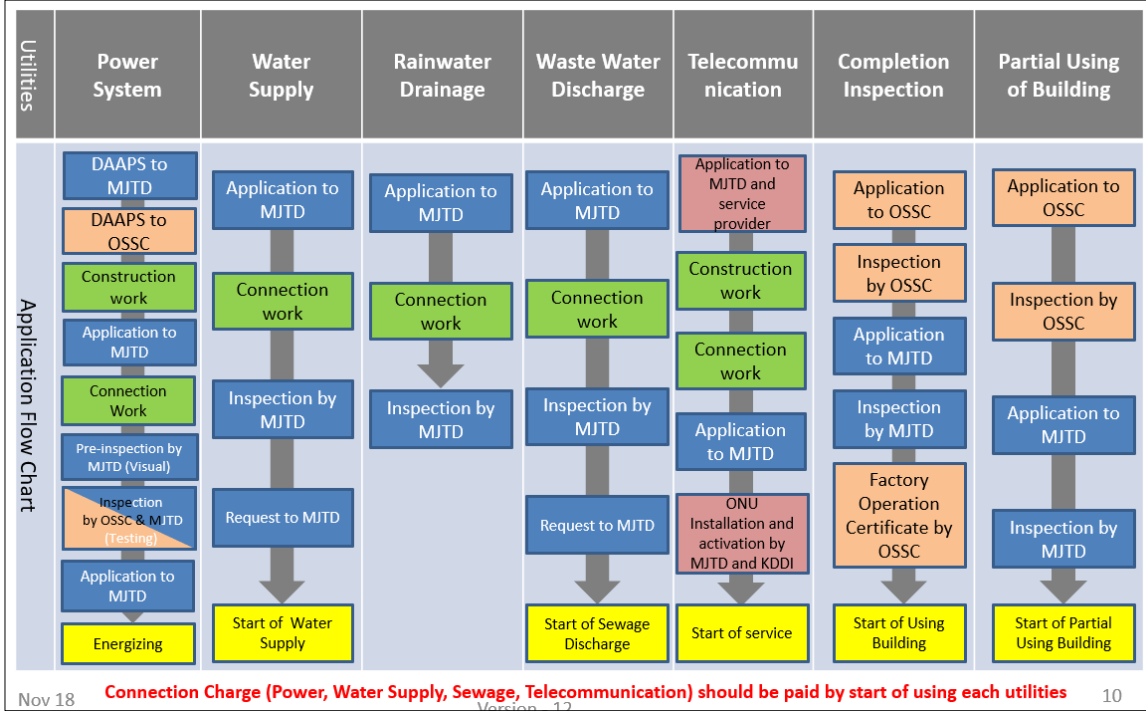 Utilities
Power
System
Water
Supply
Rainwater
Drainage
Waste Water
Discharge
Telecommu
nication
Completion
Inspection
Partial Using
of Building
Application Flow Chart
DAAPS to
MJTD
DAAPS to
OSSC
Construction
work
Application to
MJTD
Connection
Work
Pre-inspection by
MJTD (Visual)
Inspection
by OSSC & MJTD
(Testing)
Application to
MJTD
Energizing
Application to
MJTD
Connection
work
Inspection by
MJTD
Request to MJTD
Start of Water
Supply
Application to
MJTD
Connection
work
Inspection by
MJTD
Application to
MJTD
Connection
work
Inspection by
MJTD
Request to MJTD
Start of Sewage
Discharge
Application to
MJTD and
service
provider
Construction
work
Connection
work
Application
to MJTD
ONU
Installation and
activation by
MJTD and KDDI
Start of service
Application
to OSSC
Inspection
by OSSC
Application
to MJTD
Inspection
by MJTD
Factory
Operation
Certificate by
OSSC
Start of Using
Building
Application to
OSSC
Inspection by
OSSC
Application to
MJTD
Inspection by
MJTD
Start of Partial
Using Building
Connection Charge (Power, Water Supply, Sewage, Telecommunication) should be paid by start of using each utilities
Nov 18
Version - 12
10